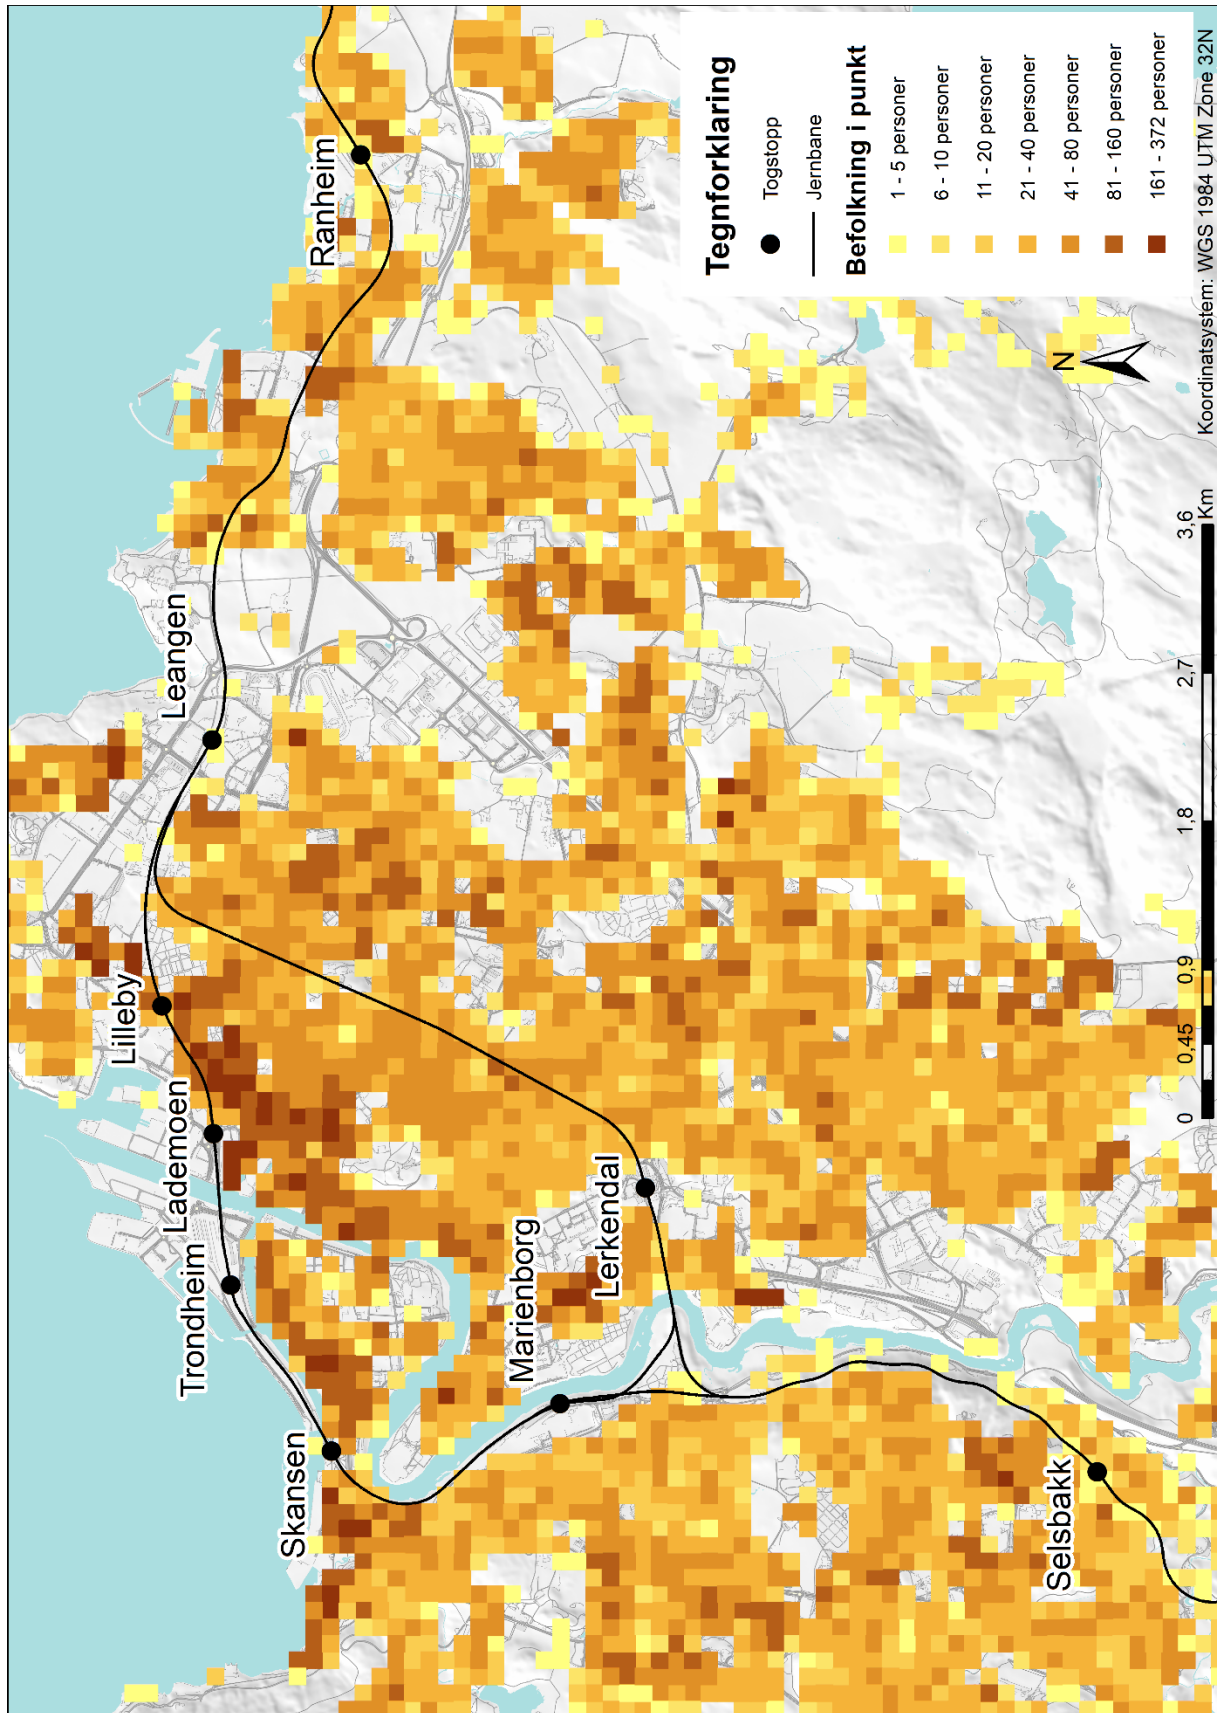 Ranheim
Leangen
Lilleby
Lademoen
Trondheim
Skansen
Marienborg
Lerkendal
Selsbakk
Tegnforklaring
Togstopp
Jernbane
Befolkning i punkt
1 - 5 personer
6 - 10 personer
11 - 20 personer
21 - 40 personer
41 - 80 personer
81 - 160 personer
161 - 372 personer
N
0 0,45 0,9 1,8 2,7 3,6
Km
Koordinatsystem: WGS 1984 UTM Zone 32N